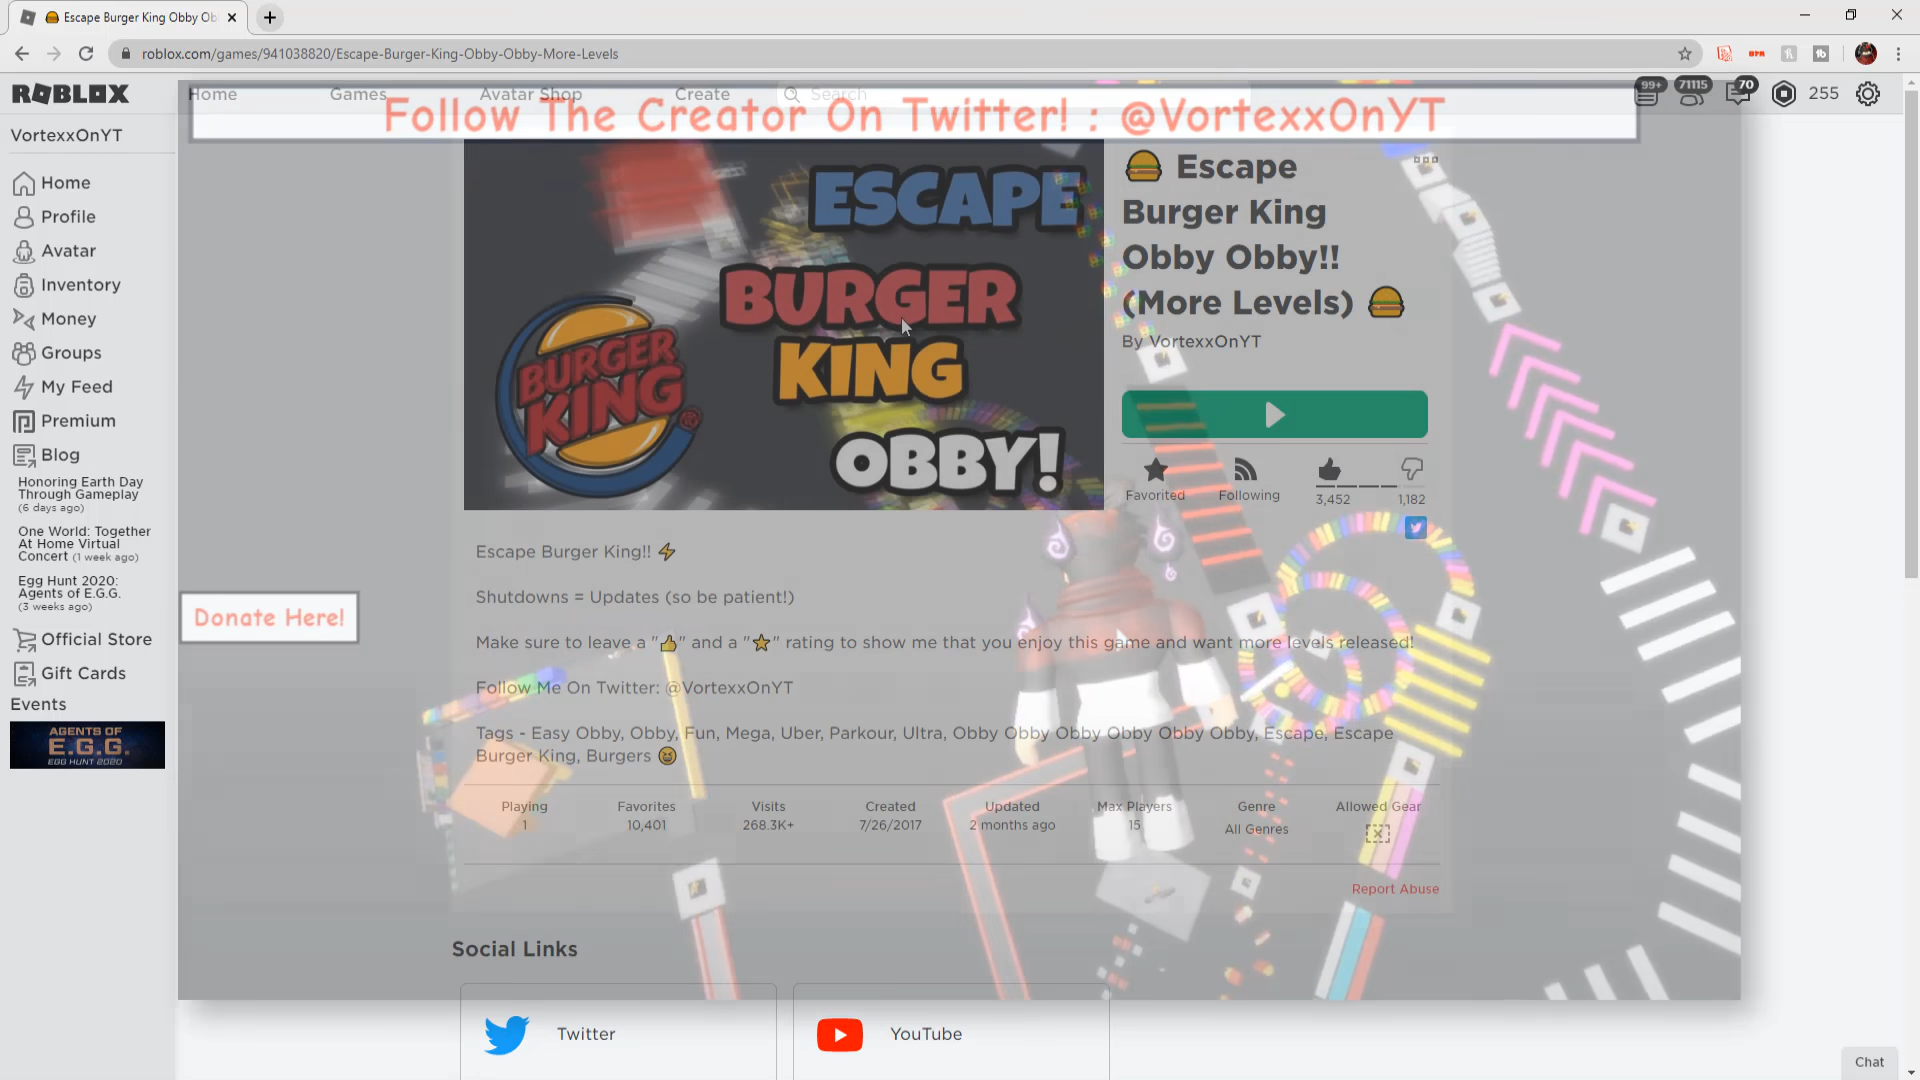 Escape Burger King Obby Ob
roblox.com/games/941038820/Escape-Burger-King-Obby-Obby-More-Levels
ROBLOX
Home
Games
Avatar Shop
Create
Search
99+
71115
70
255
Follow The Creator On Twitter! : @VortexxOnYT
VortexxOnYT
Home
Profile
Avatar
Inventory
Money
Groups
My Feed
Premium
Blog
Honoring Earth Day
Through Gameplay
(6 days ago)
One World: Together
At Home Virtual
Concert (1 week ago)
Egg Hunt 2020:
Agents of E.G.G.
(3 weeks ago)
Official Store
Gift Cards
Events
AGENTS OF
E.G.G.
EGG HUNT 2020
Donate Here!
ESCAPE
BURGER
KING
OBBY!
BURGER
KING
®
🍔 Escape
Burger King
Obby Obby!!
(More Levels) 🍔
By VortexxOnYT
Favorited
Following
3,452
1,182
Escape Burger King!! ⚡
Shutdowns = Updates (so be patient!)
Make sure to leave a "👍" and a "⭐" rating to show me that you enjoy this game and want more levels released!
Follow Me On Twitter: @VortexxOnYT
Tags - Easy Obby, Obby, Fun, Mega, Uber, Parkour, Ultra, Obby Obby Obby Obby Obby Obby, Escape, Escape
Burger King, Burgers 😆
Playing
1
Favorites
10,401
Visits
268.3K+
Created
7/26/2017
Updated
2 months ago
Max Players
15
Genre
All Genres
Allowed Gear
Report Abuse
Social Links
Twitter
YouTube
Chat